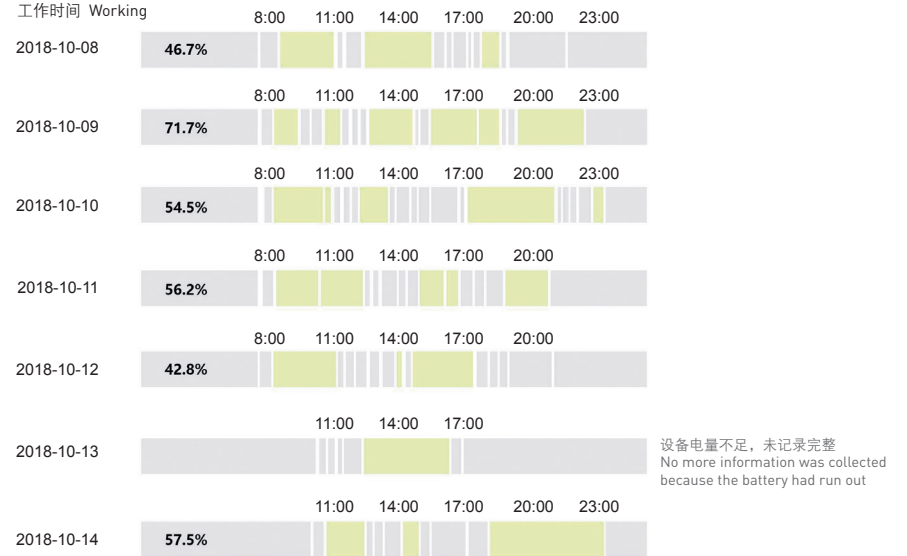 工作时间 Working
8:00 11:00 14:00 17:00 20:00 23:00
2018-10-08 46.7%
8:00 11:00 14:00 17:00 20:00 23:00
2018-10-09 71.7%
8:00 11:00 14:00 17:00 20:00 23:00
2018-10-10 54.5%
8:00 11:00 14:00 17:00 20:00
2018-10-11 56.2%
8:00 11:00 14:00 17:00 20:00
2018-10-12 42.8%
11:00 14:00 17:00
2018-10-13
设备电量不足，未记录完整
No more information was collected
because the battery had run out
11:00 14:00 17:00 20:00 23:00
2018-10-14 57.5%